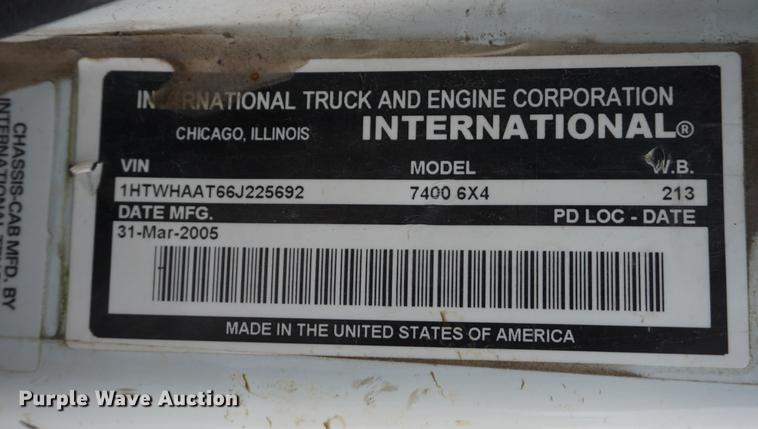 INTERNATIONAL TRUCK AND ENGINE CORPORATION
CHICAGO, ILLINOIS INTERNATIONAL®
VIN MODEL W.B.
1HTWHAAT66J225692 7400 6X4 213
DATE MFG. PD LOC - DATE
31-Mar-2005
MADE IN THE UNITED STATES OF AMERICA
CHASSIS-CAB MFD. BY
Purple Wave Auction